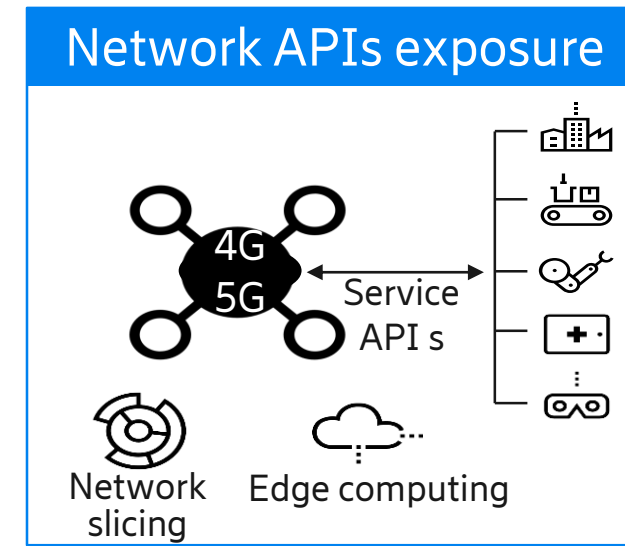 Network APIs exposure
4G
5G
Service
API s
Network
slicing
Edge computing